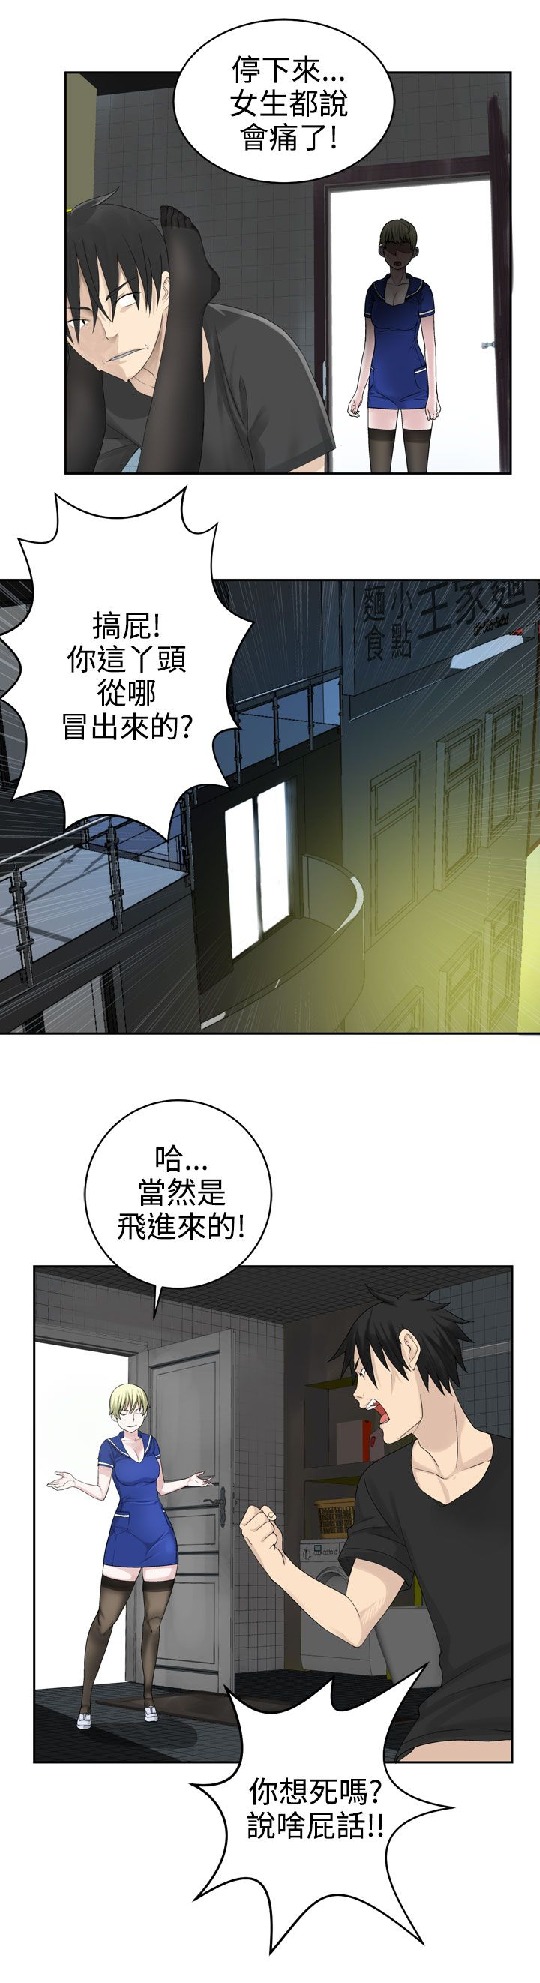 停下來...
女生都說
會痛了!
搞屁!
你這丫頭
從哪
冒出來的?
王家麵
小點
麵食
哈...
當然是
飛進來的!
你想死嗎?
說啥屁話!!